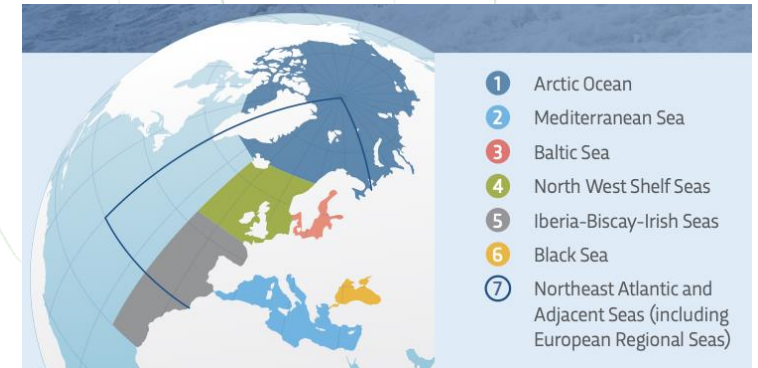 1 Arctic Ocean
2 Mediterranean Sea
3 Baltic Sea
4 North West Shelf Seas
5 Iberia-Biscay-Irish Seas
6 Black Sea
7 Northeast Atlantic and
Adjacent Seas (including
European Regional Seas)